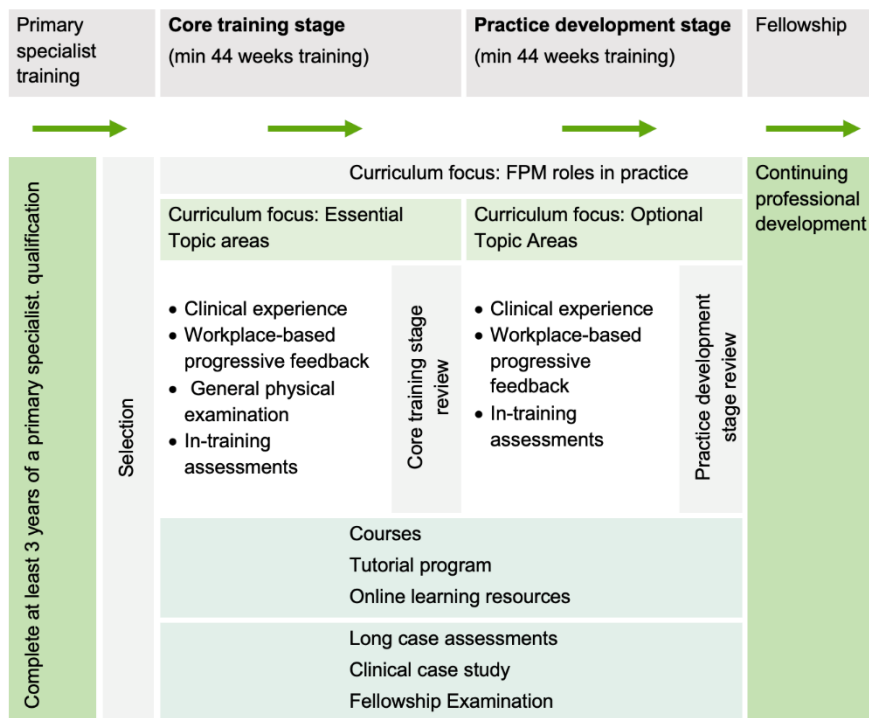 Primary
specialist
training
Core training stage
(min 44 weeks training)
Practice development stage
(min 44 weeks training)
Fellowship
Complete at least 3 years of a primary specialist. qualification
Selection
Curriculum focus: FPM roles in practice
Curriculum focus: Essential
Topic areas
• Clinical experience
• Workplace-based
progressive feedback
• General physical
examination
• In-training
assessments
Core training stage
review
Curriculum focus: Optional
Topic Areas
• Clinical experience
• Workplace-based
progressive
feedback
• In-training
assessments
Practice development
stage review
Courses
Tutorial program
Online learning resources
Long case assessments
Clinical case study
Fellowship Examination
Continuing
professional
development